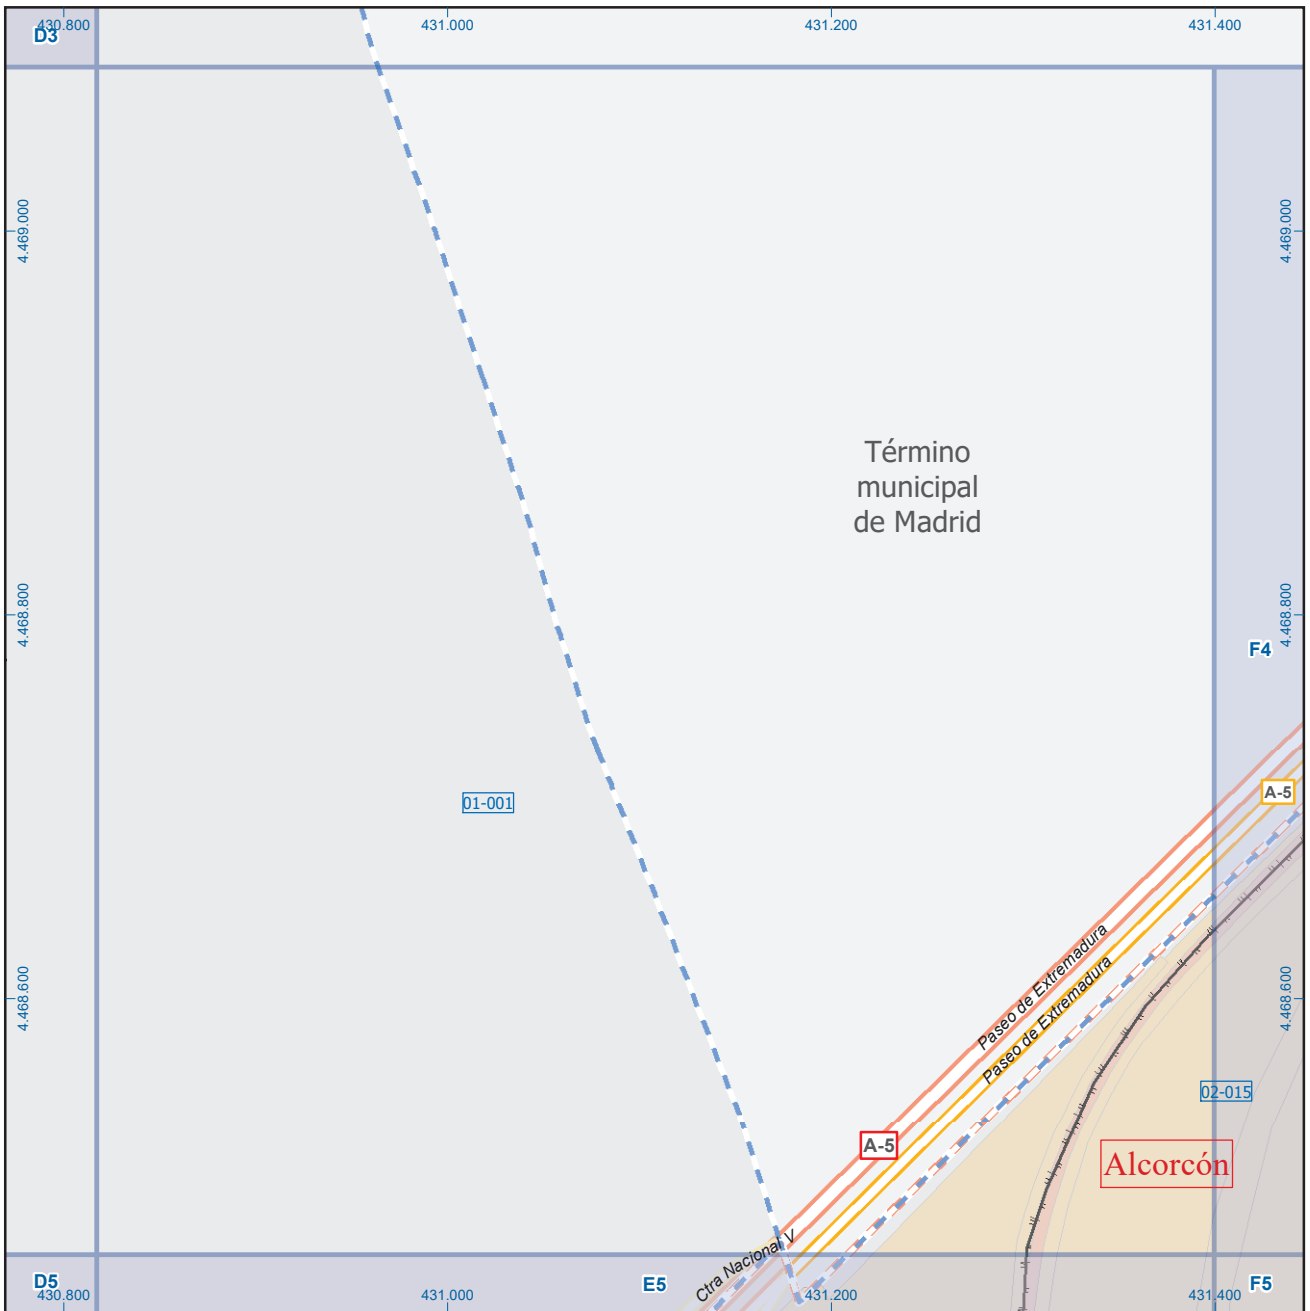 430.800
431.000
431.200
431.400
D3
4.469.000
4.469.000
Término
municipal
de Madrid
4.468.800
4.468.800
F4
A-5
01-001
Paseo de Extremadura
Paseo de Extremadura
4.468.600
4.468.600
02-015
A-5
Alcorcón
Ctra Nacional V
D5
E5
F5
430.800
431.000
431.200
431.400